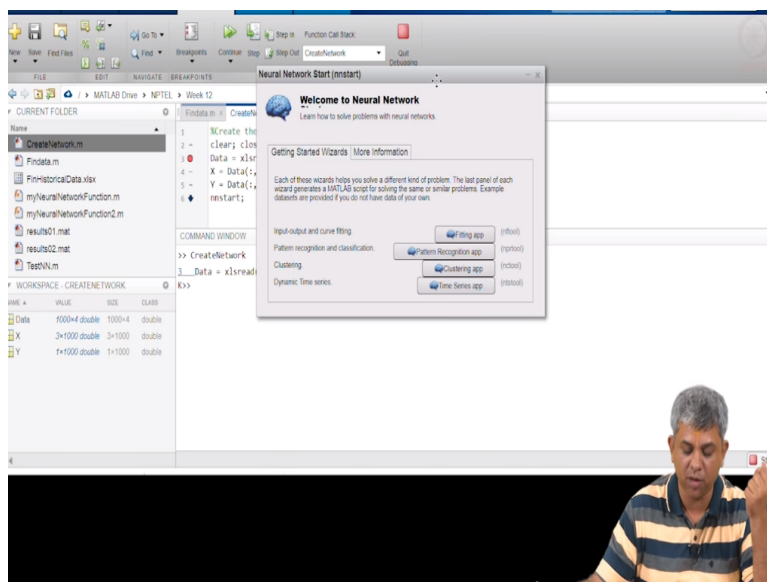 Go To
Step In Function Call Stack:
New Save Find Files
Find
Breakpoints Continue Step Step Out CreateNetwork Quit
Debugging
FILE EDIT NAVIGATE BREAKPOINTS
/ > MATLAB Drive > NPTEL > Week 12
CURRENT FOLDER
Name
CreateNetwork.m
Findata.m
FinHistoricalData.xlsx
myNeuralNetworkFunction.m
myNeuralNetworkFunction2.m
results01.mat
results02.mat
TestNN.m
WORKSPACE - CREATENETWORK
NAME VALUE SIZE CLASS
Data 1000×4 double 1000×4 double
X 3×1000 double 3×1000 double
Y 1×1000 double 1×1000 double
Findata.m × CreateN
1 %Create the
2 - clear; clos
3 Data = xlsr
4 - X = Data(:,
5 - Y = Data(:,
6 nnstart;
COMMAND WINDOW
>> CreateNetwork
3 Data = xlsread(
K>>
Neural Network Start (nnstart) - x
Welcome to Neural Network
Learn how to solve problems with neural networks.
Getting Started Wizards More Information
Each of these wizards helps you solve a different kind of problem. The last panel of each
wizard generates a MATLAB script for solving the same or similar problems. Example
datasets are provided if you do not have data of your own.
Input-output and curve fitting. Fitting app (nftool)
Pattern recognition and classification. Pattern Recognition app (nprtool)
Clustering. Clustering app (nctool)
Dynamic Time series. Time Series app (ntstool)